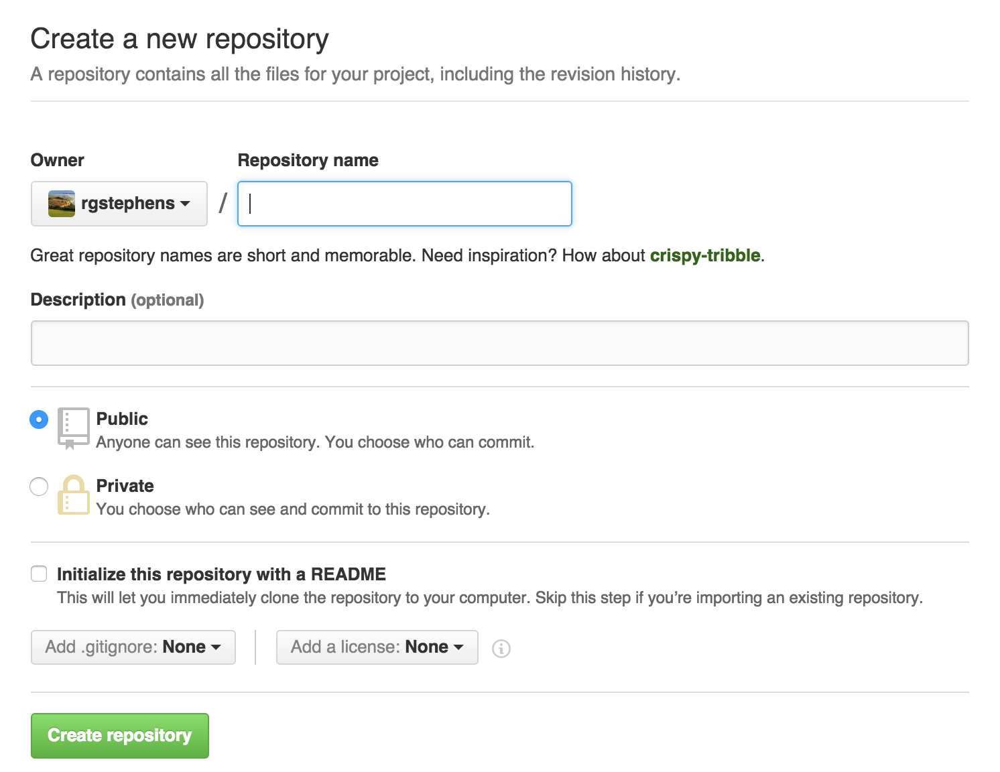 Create a new repository
A repository contains all the files for your project, including the revision history.
Owner
Repository name
rgstephens
/
Great repository names are short and memorable. Need inspiration? How about crispy-tribble.
Description (optional)
Public
Anyone can see this repository. You choose who can commit.
Private
You choose who can see and commit to this repository.
Initialize this repository with a README
This will let you immediately clone the repository to your computer. Skip this step if you’re importing an existing repository.
Add .gitignore: None
Add a license: None
Create repository